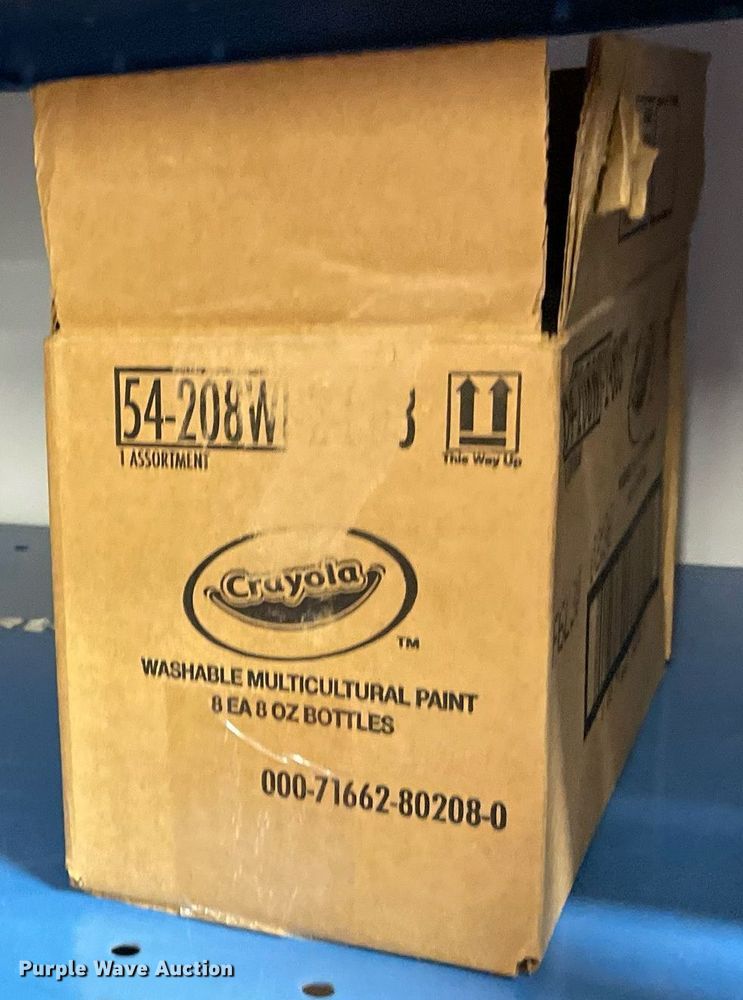 54-208W
1 ASSORTMENT
This Way Up
Crayola
TM
WASHABLE MULTICULTURAL PAINT
8 EA 8 OZ BOTTLES
000-71662-80208-0
Purple Wave Auction